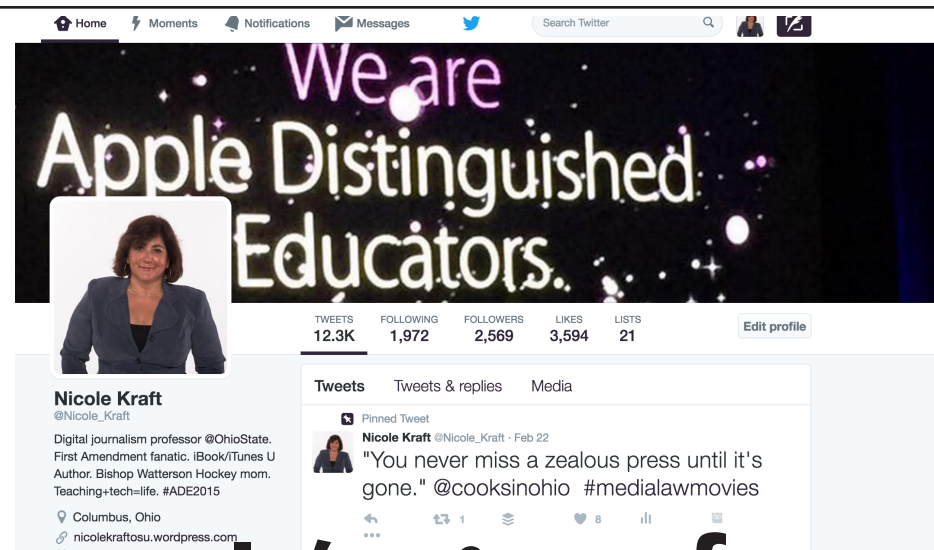 Home Moments Notifications Messages Search Twitter
We are
Apple Distinguished
Educators.
TWEETS FOLLOWING FOLLOWERS LIKES LISTS
12.3K 1,972 2,569 3,594 21
Edit profile
Nicole Kraft
@Nicole_Kraft
Digital journalism professor @OhioState.
First Amendment fanatic. iBook/iTunes U
Author. Bishop Watterson Hockey mom.
Teaching+tech=life. #ADE2015
Columbus, Ohio
nicolekraftosu.wordpress.com
Tweets Tweets & replies Media
Pinned Tweet
Nicole Kraft @Nicole_Kraft · Feb 22
"You never miss a zealous press until it's
gone." @cooksinohio #medialawmovies
1 8